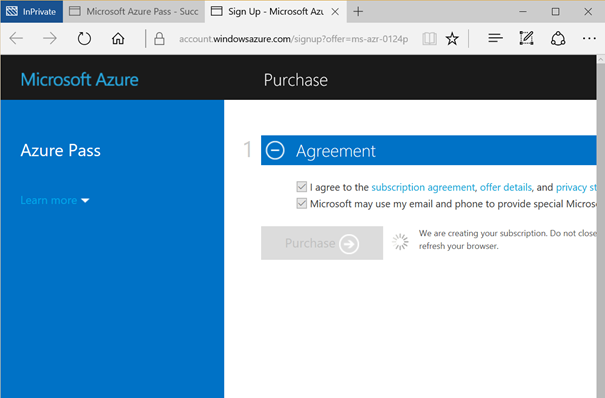 InPrivate
Microsoft Azure Pass - Succ
Sign Up - Microsoft Azu
account.windowsazure.com/signup?offer=ms-azr-0124p
Microsoft Azure
Purchase
Azure Pass
Learn more
1
Agreement
I agree to the subscription agreement, offer details, and privacy st
Microsoft may use my email and phone to provide special Micros
Purchase
We are creating your subscription. Do not close
refresh your browser.